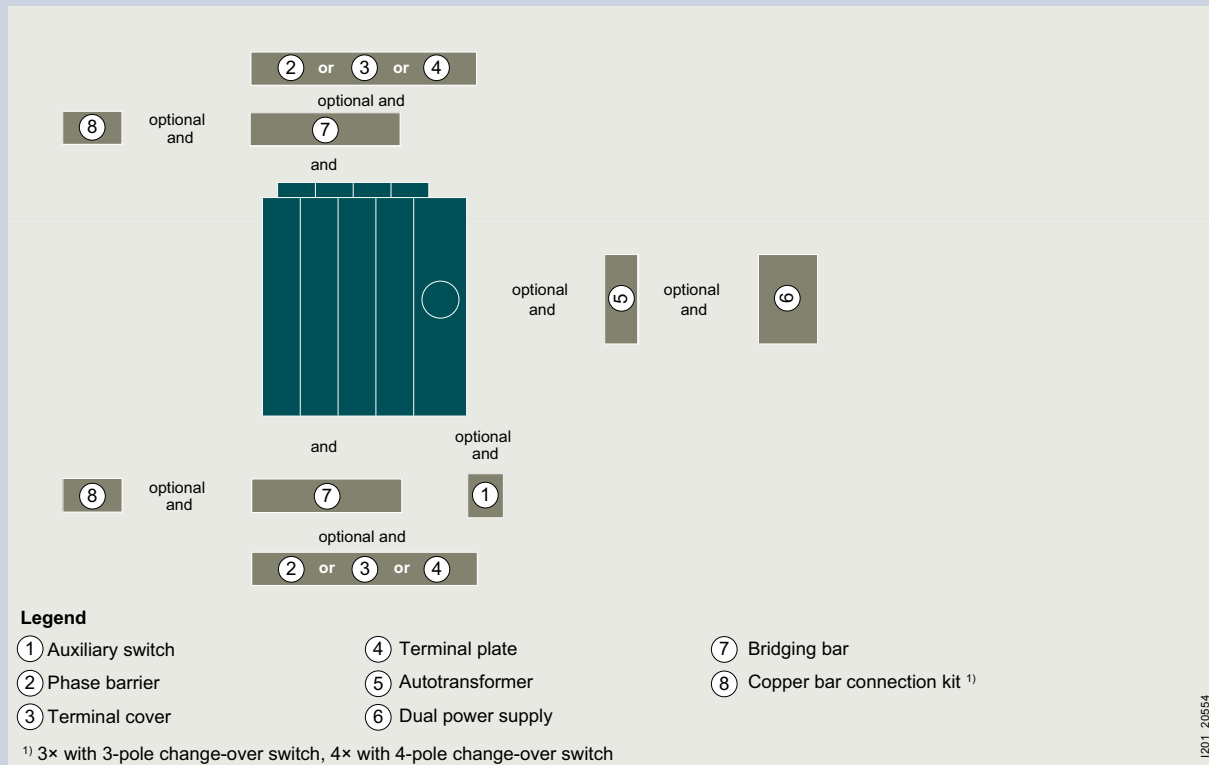 2 or 3 or 4
optional and
8 optional and 7
and
optional and 5 optional and 6
and
optional and
8 optional and 7 1
optional and
2 or 3 or 4
Legend
1 Auxiliary switch
2 Phase barrier
3 Terminal cover
4 Terminal plate
5 Autotransformer
6 Dual power supply
7 Bridging bar
8 Copper bar connection kit 1)
1) 3× with 3-pole change-over switch, 4× with 4-pole change-over switch
I201_20554